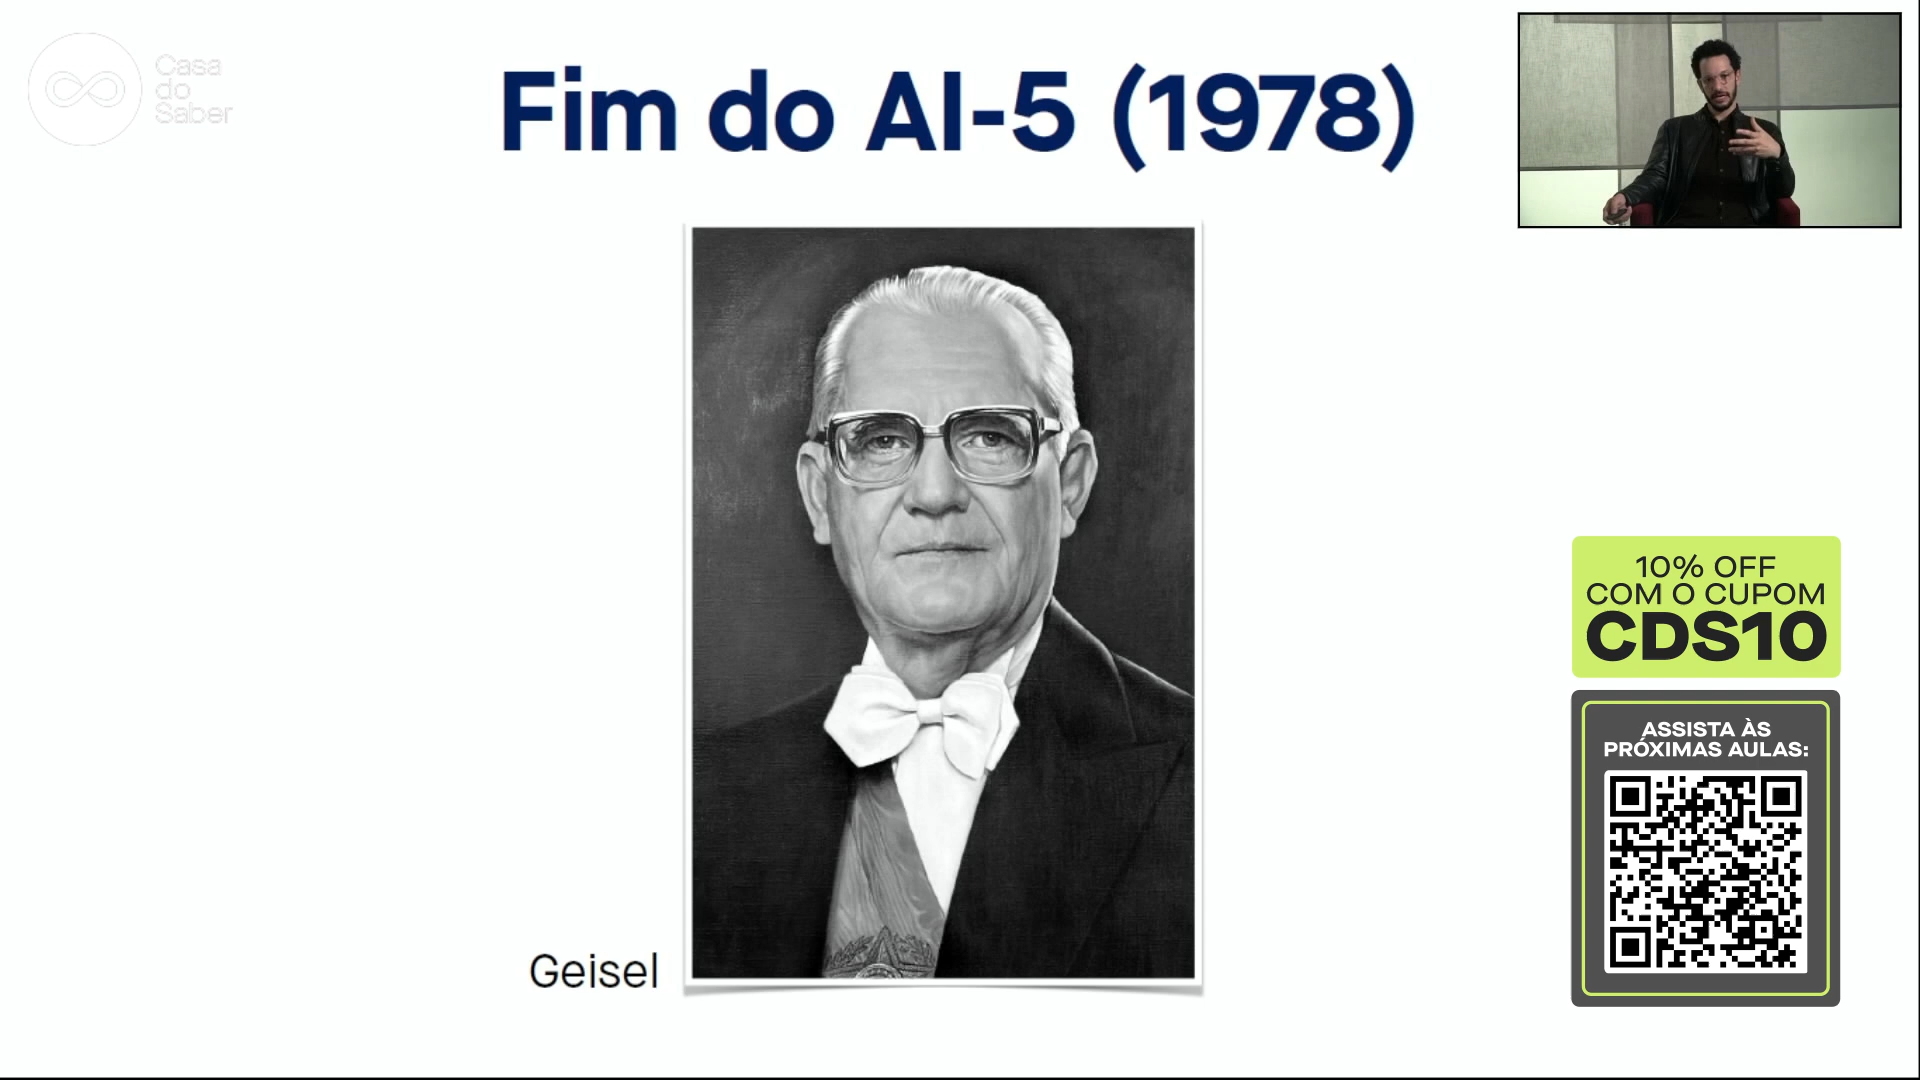 Casa
do
Saber
Fim do AI-5 (1978)
Geisel
10% OFF
COM O CUPOM
CDS10
ASSISTA ÀS
PRÓXIMAS AULAS: